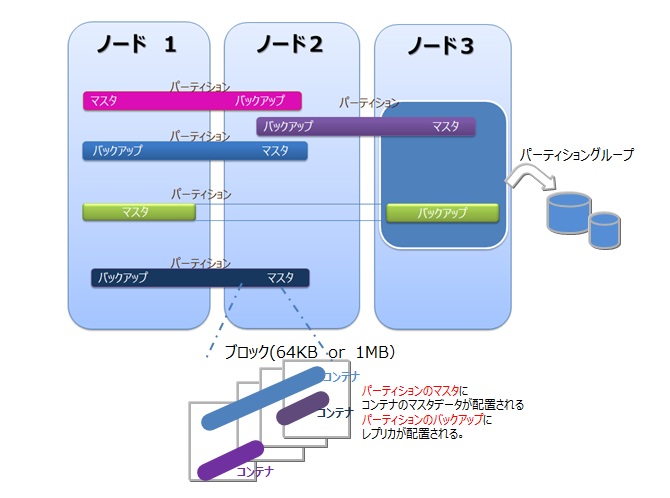 ノード 1
ノード2
ノード3
パーティション
マスタ
バックアップ
パーティション
バックアップ
マスタ
パーティション
バックアップ
マスタ
パーティショングループ
パーティション
マスタ
バックアップ
パーティション
バックアップ
マスタ
ブロック(64KB or 1MB)
コンテナ
コンテナ
コンテナ
パーティションのマスタに
コンテナのマスタデータが配置される
パーティションのバックアップに
レプリカが配置される。